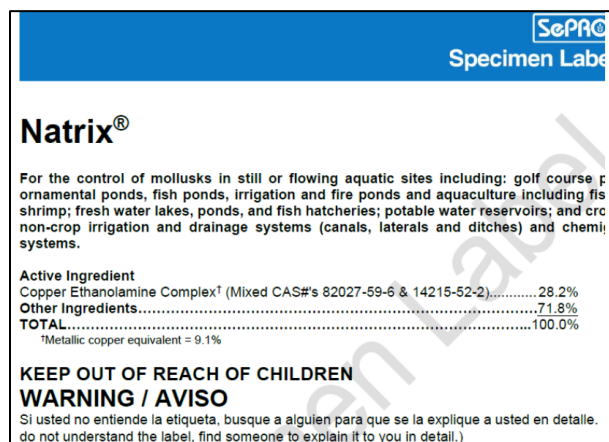 SePRO
Specimen Labe
Natrix®
For the control of mollusks in still or flowing aquatic sites including: golf course p
ornamental ponds, fish ponds, irrigation and fire ponds and aquaculture including fis
shrimp; fresh water lakes, ponds, and fish hatcheries; potable water reservoirs; and cro
non-crop irrigation and drainage systems (canals, laterals and ditches) and chemig
systems.
Active Ingredient
Copper Ethanolamine Complex† (Mixed CAS#'s 82027-59-6 & 14215-52-2)............28.2%
Other Ingredients……………………………………………………………………….71.8%
TOTAL……………………………………………………………………………………...100.0%
†Metallic copper equivalent = 9.1%
KEEP OUT OF REACH OF CHILDREN
WARNING / AVISO
Si usted no entiende la etiqueta, busque a alguien para que se la explique a usted en detalle.
do not understand the label, find someone to explain it to you in detail.)
men Label